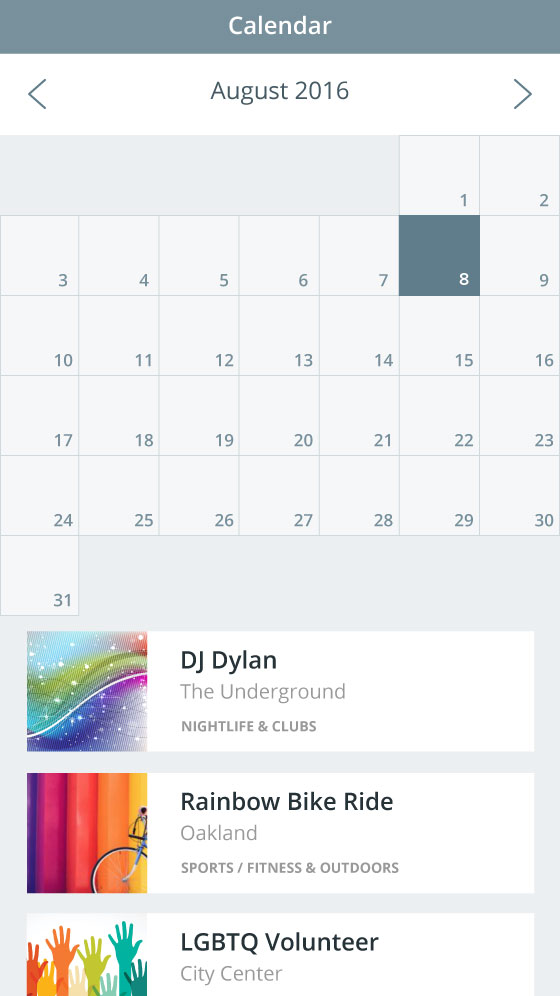 Calendar
August 2016
1 2
3 4 5 6 7 8 9
10 11 12 13 14 15 16
17 18 19 20 21 22 23
24 25 26 27 28 29 30
31
DJ Dylan
The Underground
NIGHTLIFE & CLUBS
Rainbow Bike Ride
Oakland
SPORTS / FITNESS & OUTDOORS
LGBTQ Volunteer
City Center